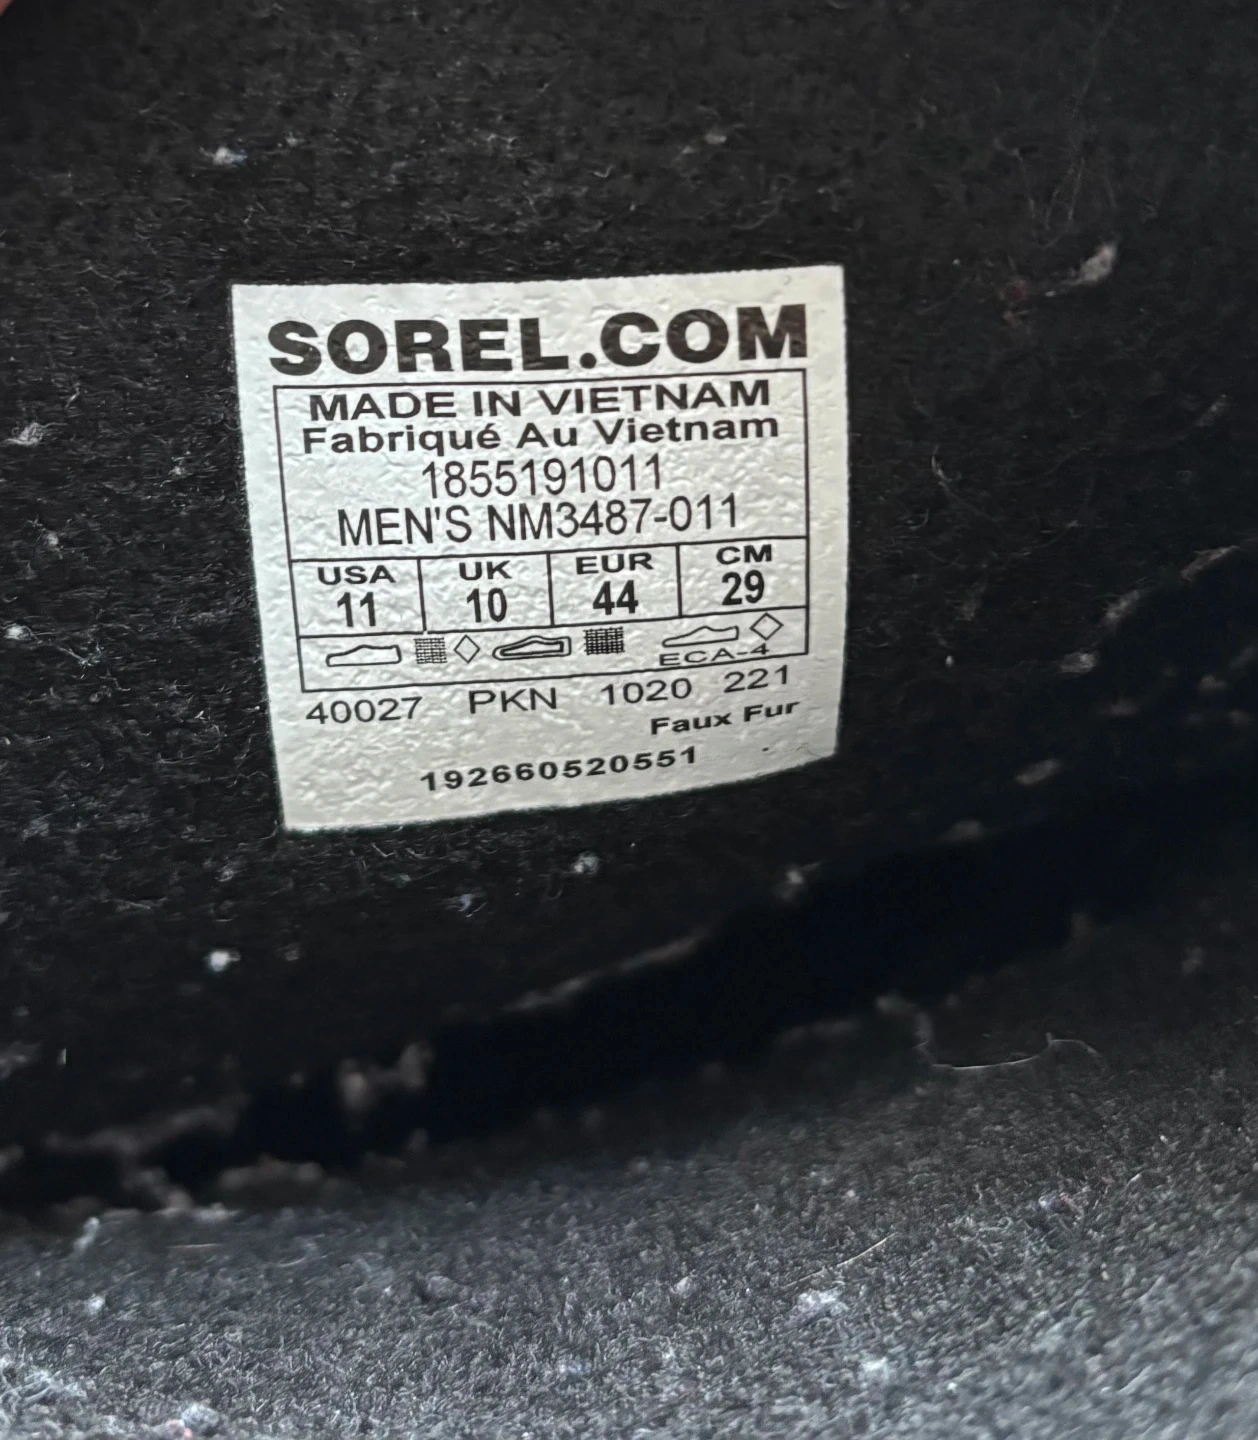 SOREL.COM
MADE IN VIETNAM
Fabriqué Au Vietnam
1855191011
MEN'S NM3487-011
USA UK EUR CM
11 10 44 29
ECA-4
40027 PKN 1020 221
Faux Fur
192660520551